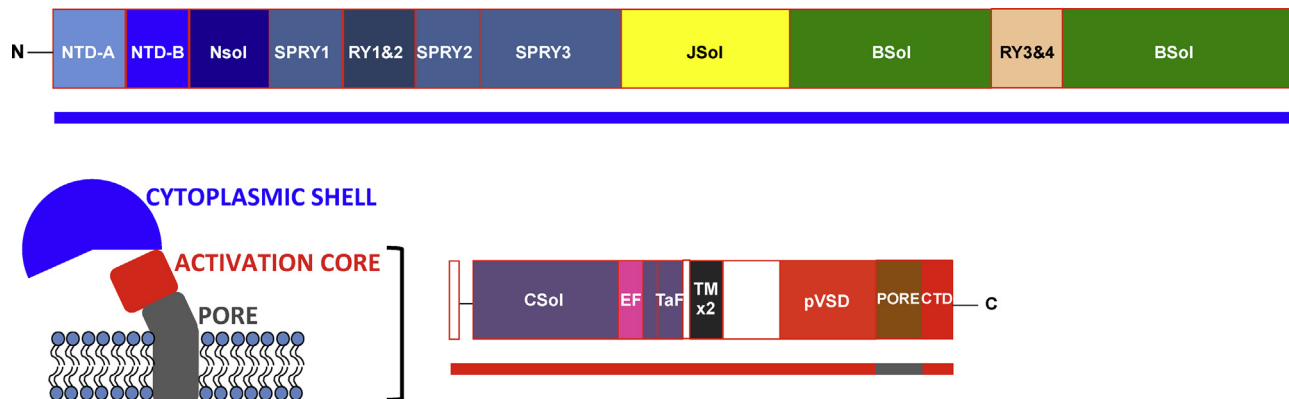 N NTD-A NTD-B Nsol SPRY1 RY1&2 SPRY2 SPRY3 JSol BSol RY3&4 BSol
CYTOPLASMIC SHELL
ACTIVATION CORE
PORE
CSol EF TaF TM x2 pVSD PORE CTD C